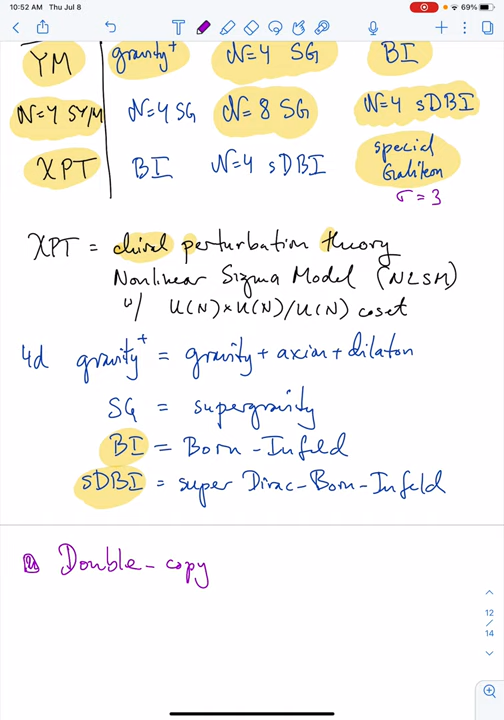 10:52 AM Thu Jul 8
69%
YM gravity⁺ N=4 SG BI
N=4 SYM N=4 SG N=8 SG N=4 sDBI
XPT BI N=4 sDBI special Galileon
σ=3
XPT = chiral perturbation theory
Nonlinear Sigma Model (NLSM)
w/ U(N)×U(N)/U(N) coset
4d gravity⁺ = gravity + axion + dilaton
SG = supergravity
BI = Born-Infeld
sDBI = super Dirac-Born-Infeld
Double-copy
12
/
14